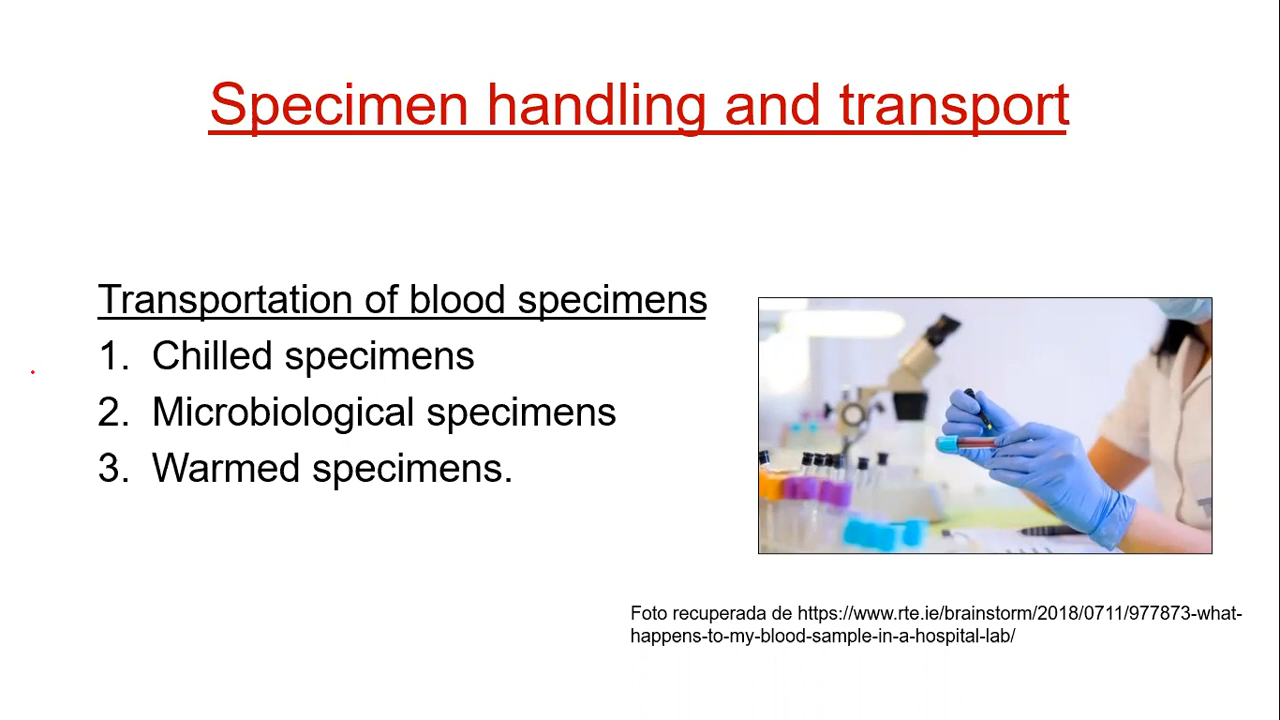 Specimen handling and transport
Transportation of blood specimens
1. Chilled specimens
2. Microbiological specimens
3. Warmed specimens.
Foto recuperada de https://www.rte.ie/brainstorm/2018/0711/977873-what-
happens-to-my-blood-sample-in-a-hospital-lab/